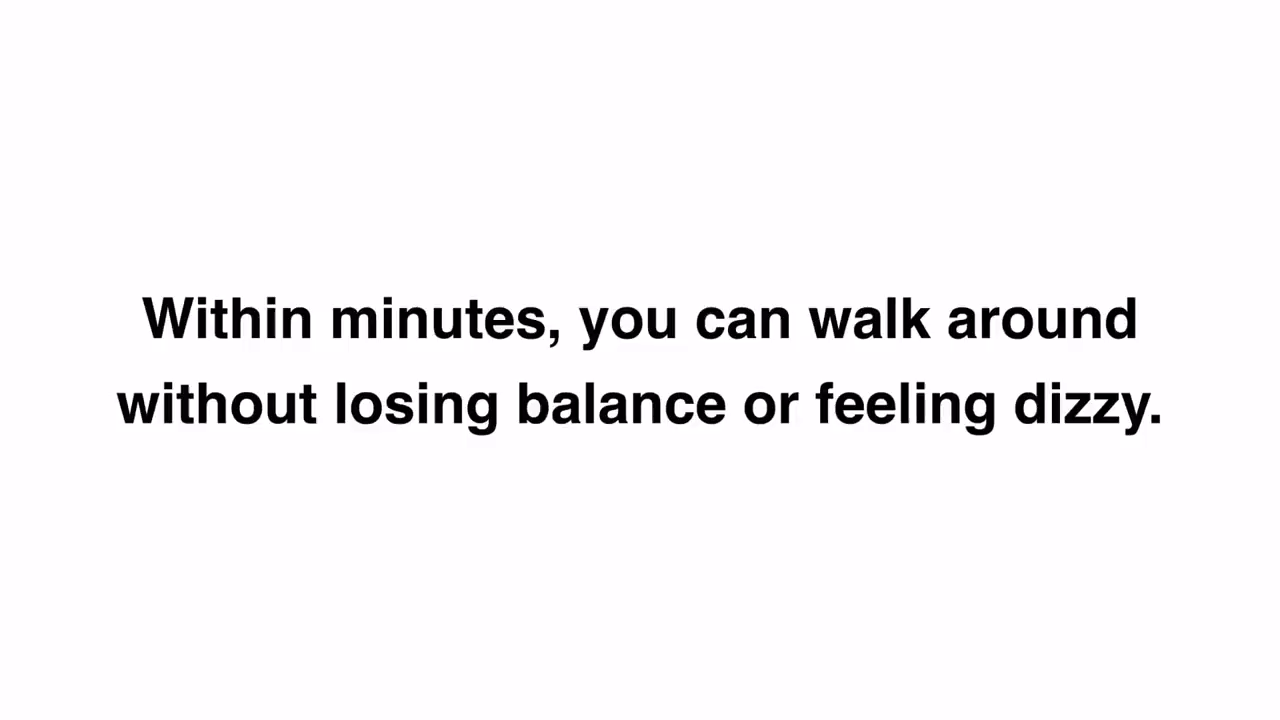 Within minutes, you can walk around
without losing balance or feeling dizzy.